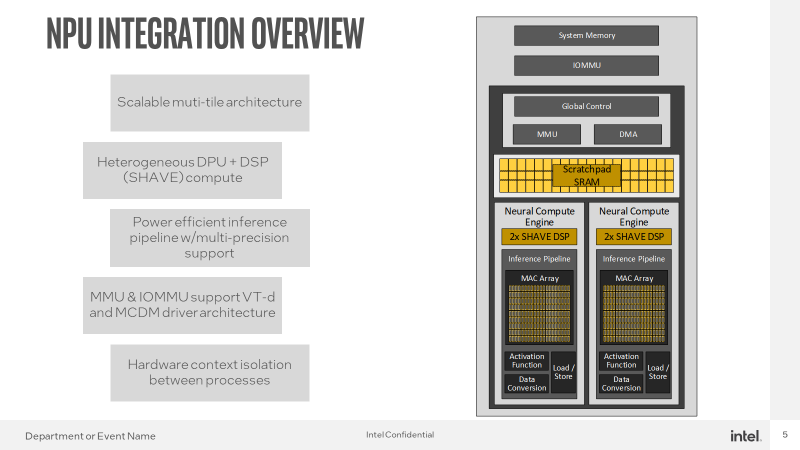 NPU INTEGRATION OVERVIEW
Scalable muti-tile architecture
Heterogeneous DPU + DSP
(SHAVE) compute
Power efficient inference
pipeline w/multi-precision
support
MMU & IOMMU support VT-d
and MCDM driver architecture
Hardware context isolation
between processes
System Memory
IOMMU
Global Control
MMU
DMA
Scratchpad
SRAM
Neural Compute
Engine
2x SHAVE DSP
Inference Pipeline
MAC Array
Activation
Function
Data
Conversion
Load /
Store
Neural Compute
Engine
2x SHAVE DSP
Inference Pipeline
MAC Array
Activation
Function
Data
Conversion
Load /
Store
Department or Event Name
Intel Confidential
intel.
5